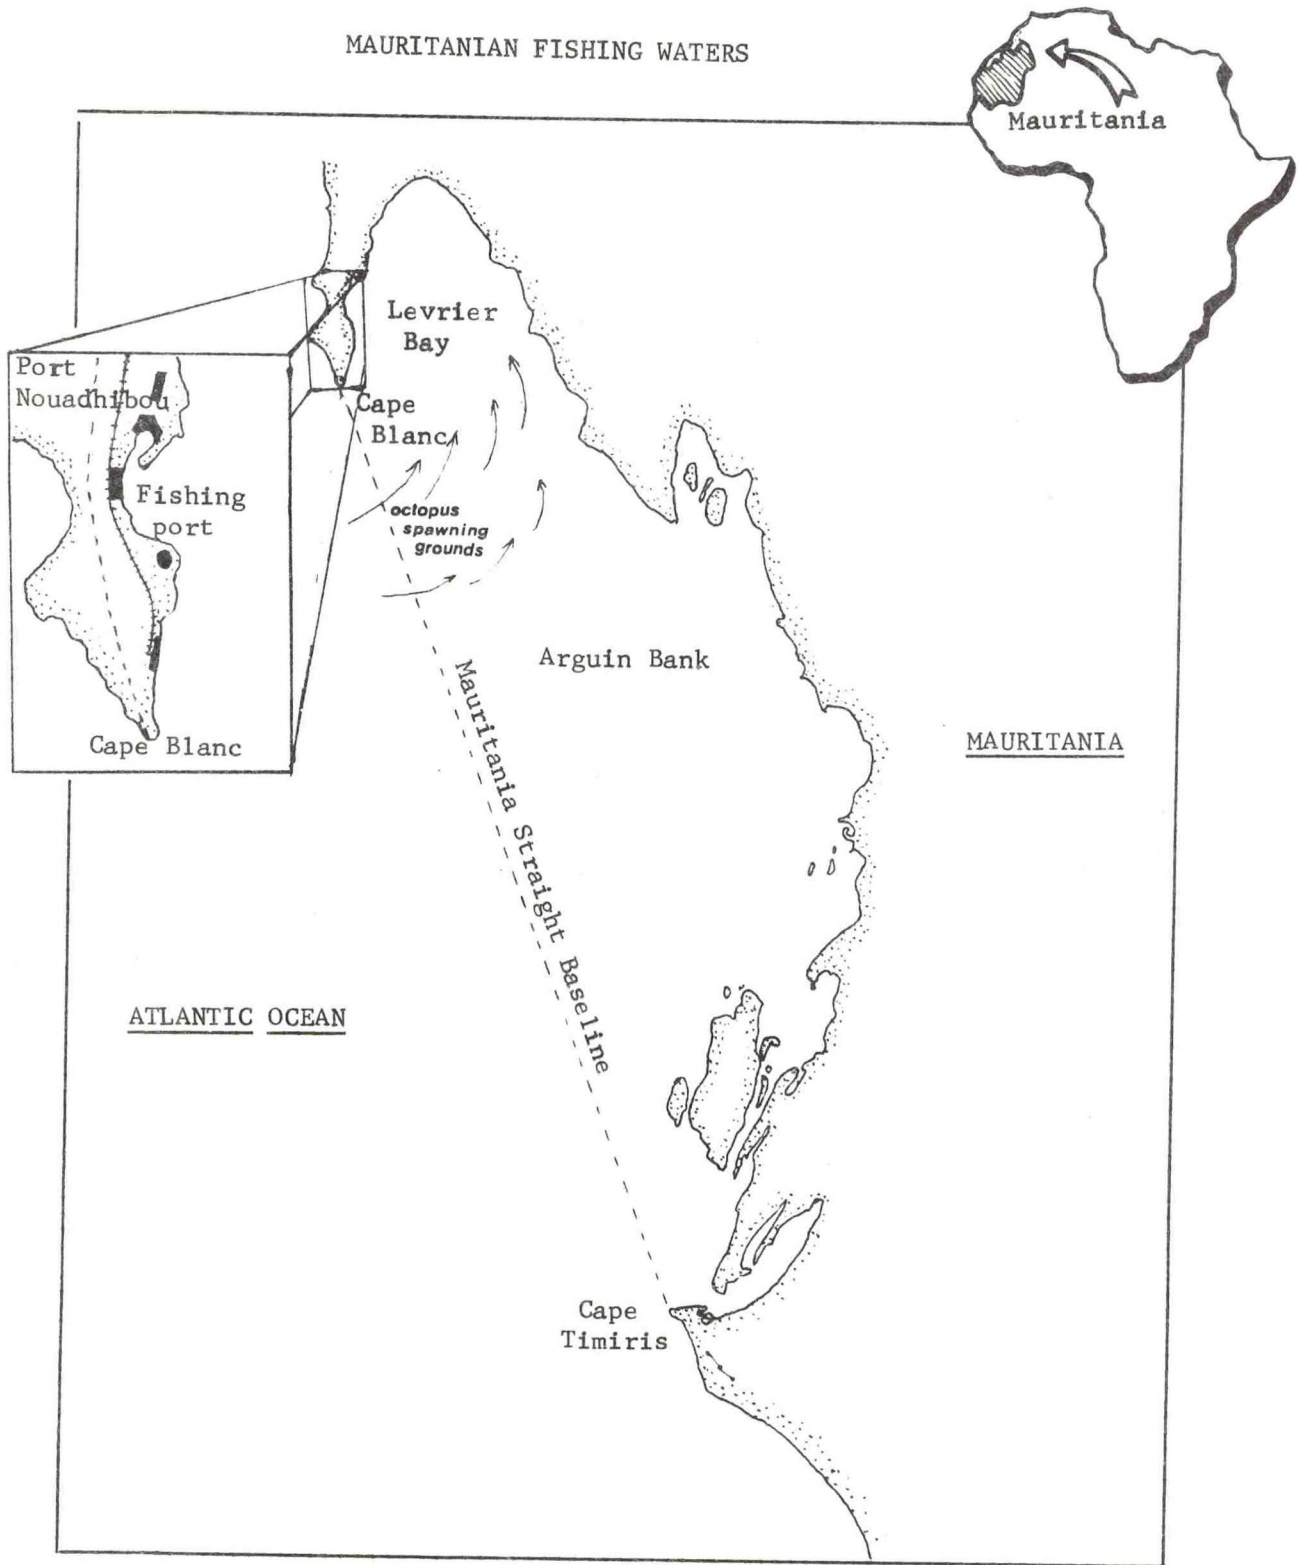 MAURITANIAN FISHING WATERS
Mauritania
Levrier
Bay
Port
Nouadhibou
Cape
Blanc
Fishing
port
octopus
spawning
grounds
Cape Blanc
Arguin Bank
Mauritania Straight Baseline
MAURITANIA
ATLANTIC OCEAN
Cape
Timiris